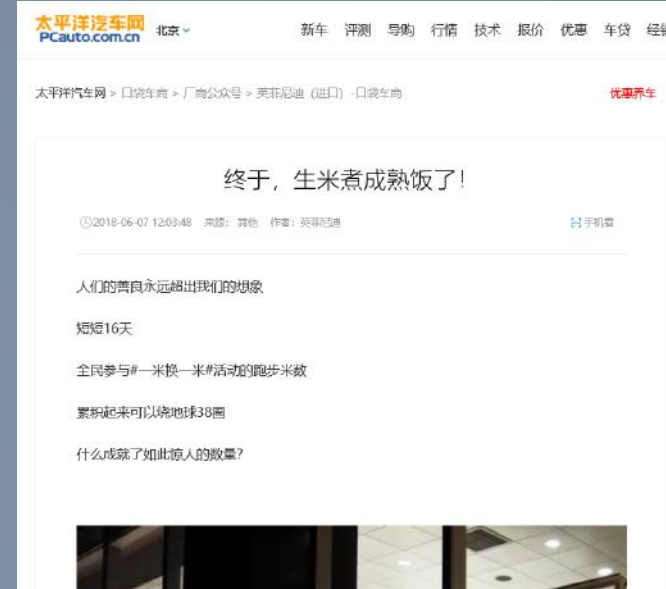 太平洋汽车网
PCauto.com.cn
北京
新车 评测 导购 行情 技术 报价 优惠 车贷 经销
太平洋汽车网 > 口袋车商 > 厂商公众号 > 英菲尼迪（进口）-口袋车商
优惠养车
终于，生米煮成熟饭了！
2018-06-07 12:03:48 来源：其他 作者：英菲尼迪
手机看
人们的善良永远超出我们的想象
短短16天
全民参与#一米换一米#活动的跑步米数
累积起来可以绕地球38圈
什么成就了如此惊人的数量？